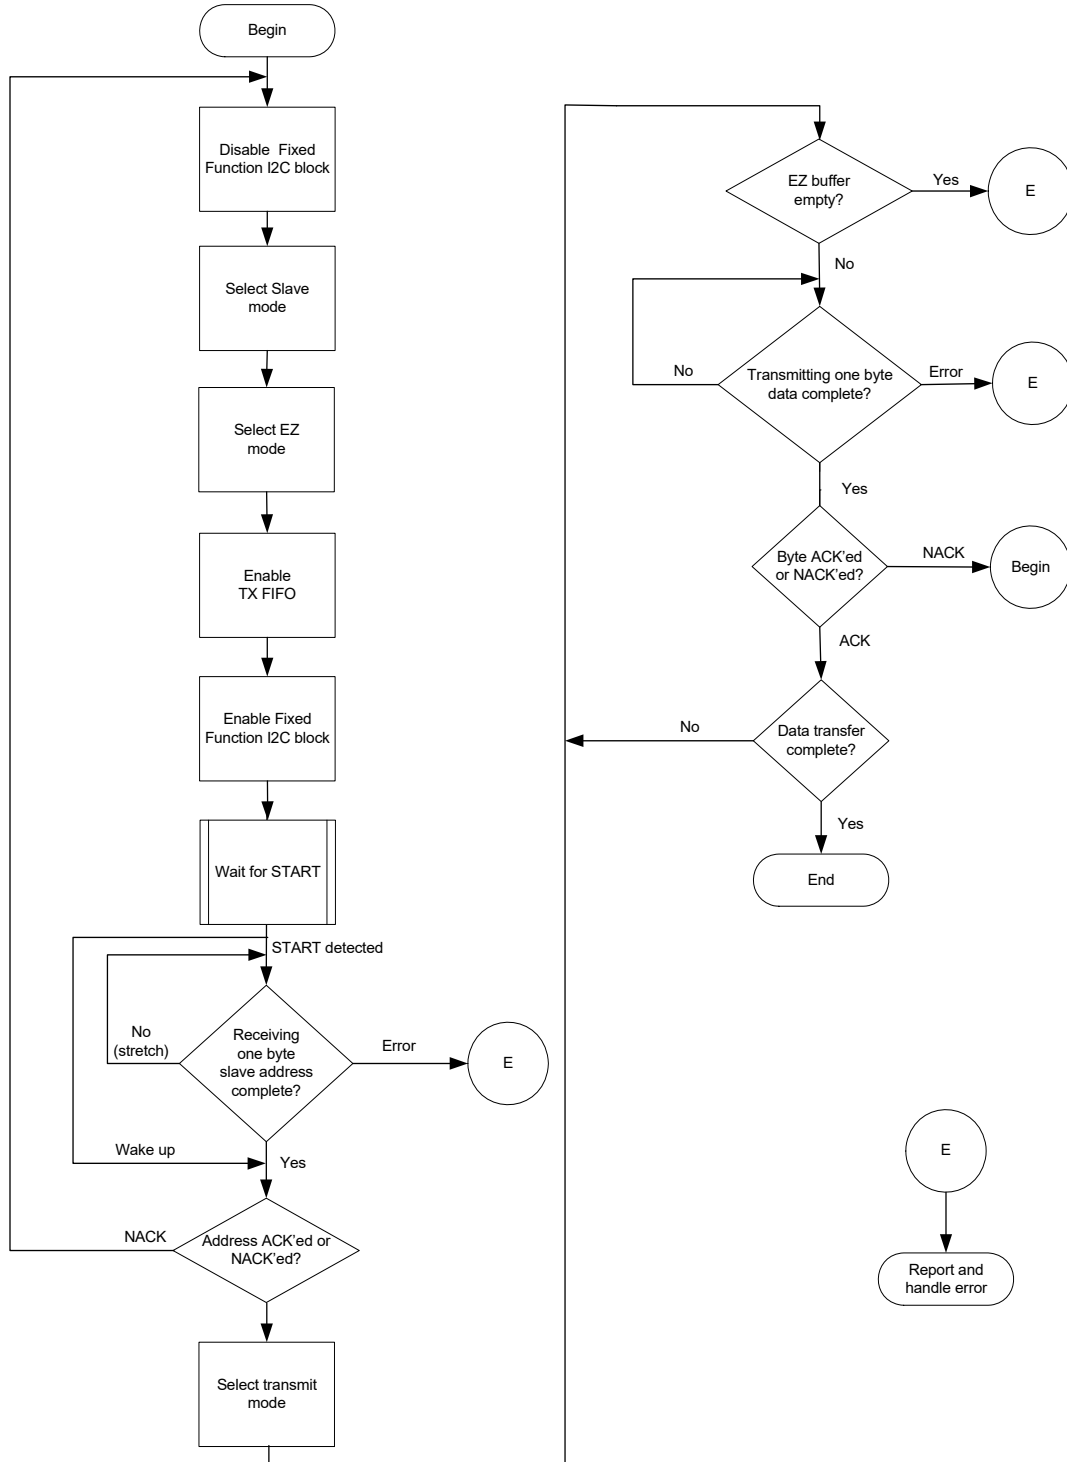 Begin
Disable Fixed
Function I2C block
Select Slave
mode
Select EZ
mode
Enable
TX FIFO
Enable Fixed
Function I2C block
Wait for START
START detected
No
(stretch)
Receiving
one byte
slave address
complete?
Error
E
Wake up
Yes
NACK
Address ACK'ed or
NACK'ed?
Select transmit
mode
EZ buffer
empty?
Yes
E
No
No
Transmitting one byte
data complete?
Error
E
Yes
Byte ACK'ed
or NACK'ed?
NACK
Begin
ACK
No
Data transfer
complete?
Yes
End
E
Report and
handle error